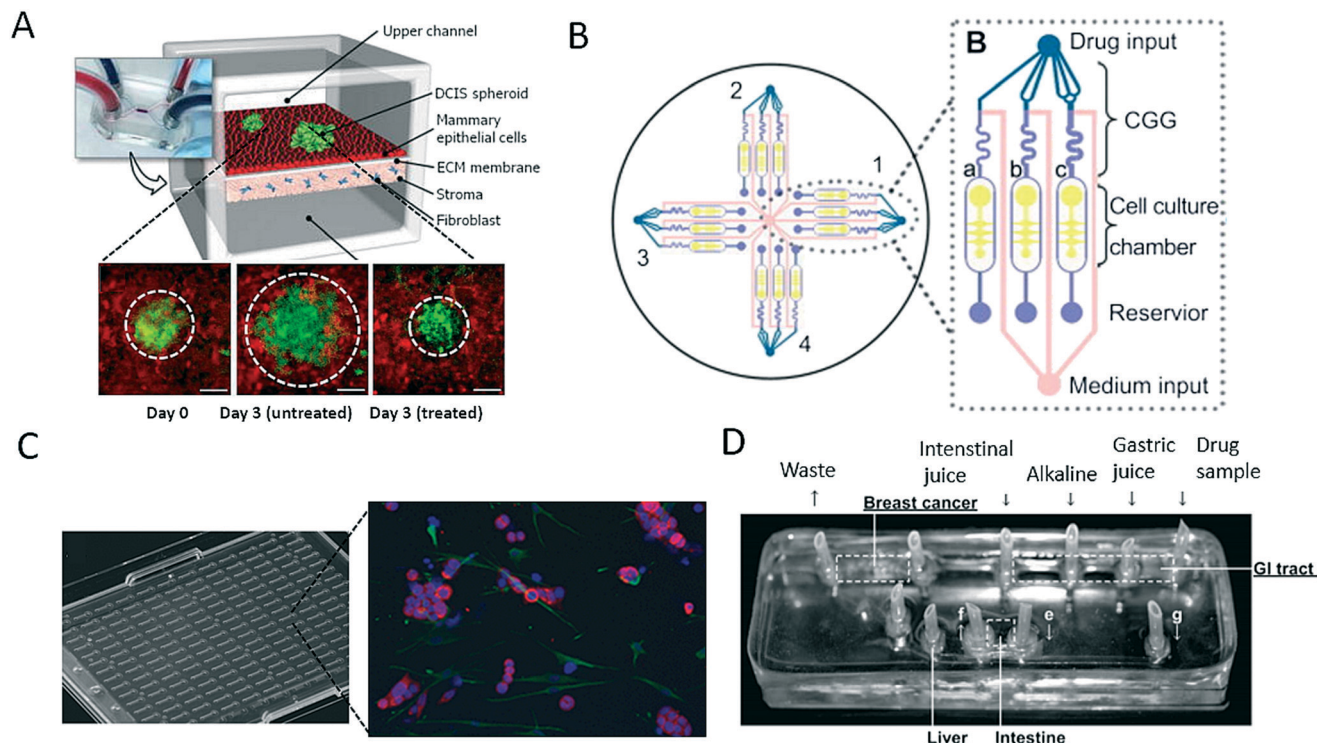 A
Upper channel
DCIS spheroid
Mammary
epithelial cells
ECM membrane
Stroma
Fibroblast
Day 0
Day 3 (untreated)
Day 3 (treated)
B
1
2
3
4
B
Drug input
CGG
a
b
c
Cell culture
chamber
Reservior
Medium input
C
D
Waste
Intenstinal
juice
Alkaline
Gastric
juice
Drug
sample
Breast cancer
GI tract
f
e
g
Liver
Intestine